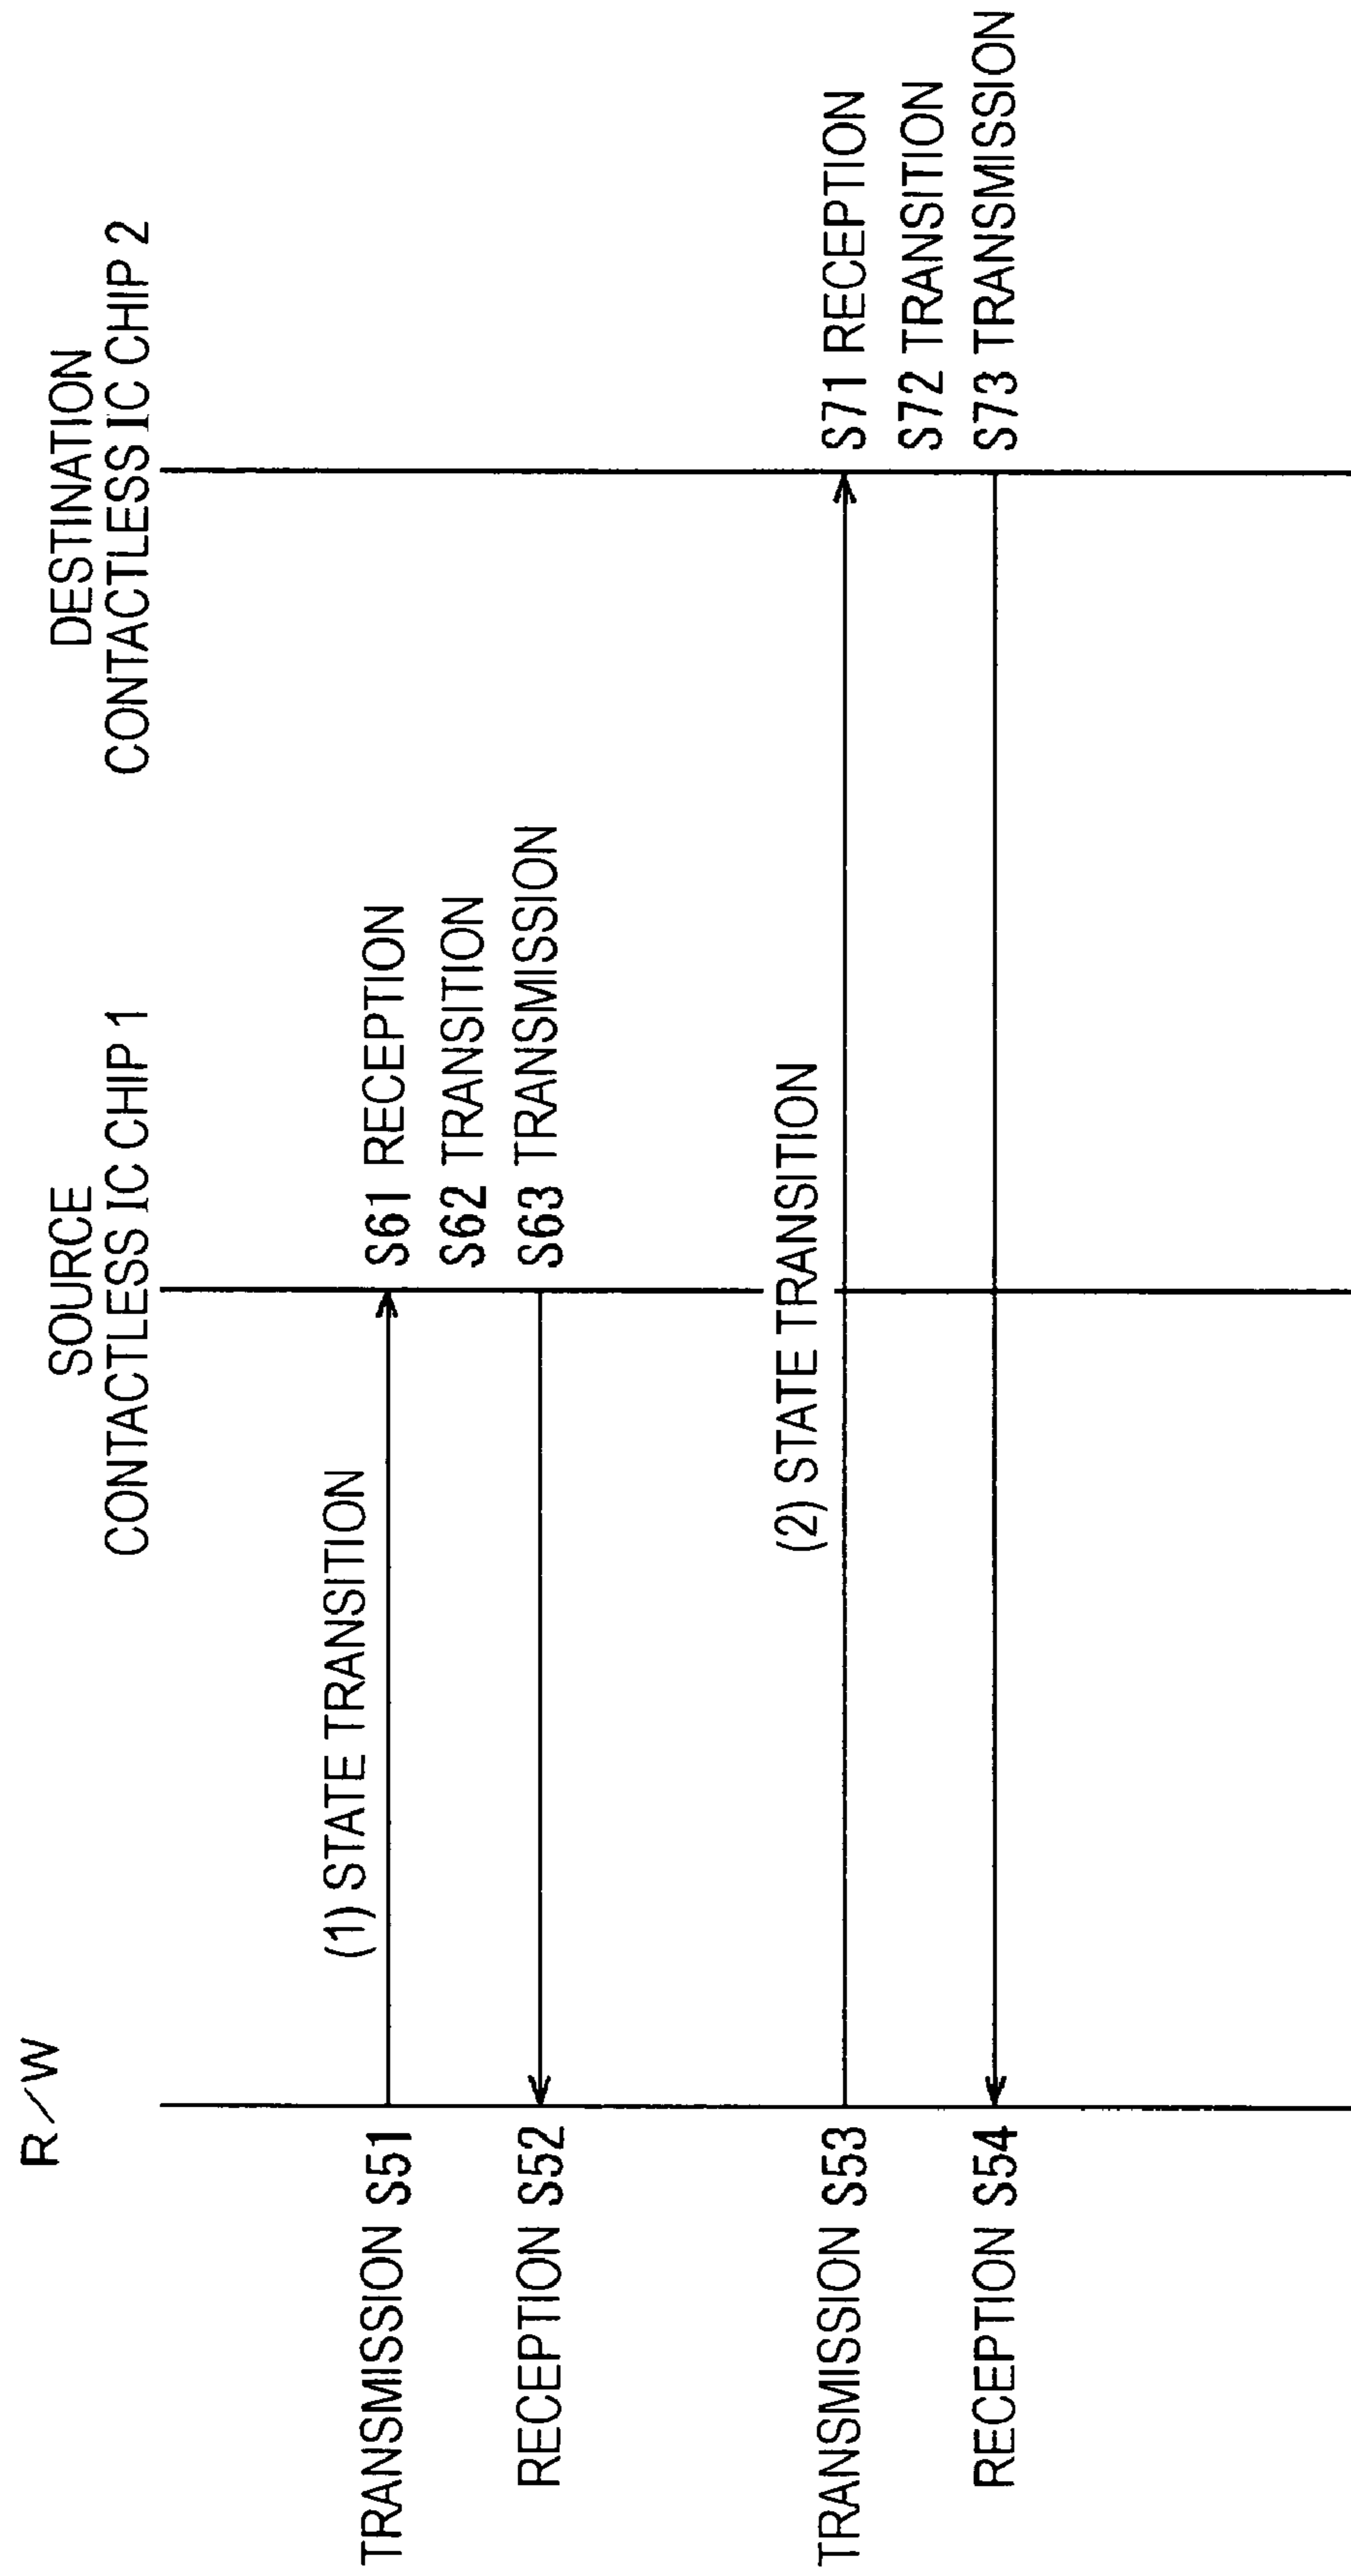 R/W
SOURCE
CONTACTLESS IC CHIP 1
DESTINATION
CONTACTLESS IC CHIP 2
(1) STATE TRANSITION
TRANSMISSION S51
S61 RECEPTION
S62 TRANSITION
RECEPTION S52
S63 TRANSMISSION
(2) STATE TRANSITION
TRANSMISSION S53
S71 RECEPTION
S72 TRANSITION
RECEPTION S54
S73 TRANSMISSION